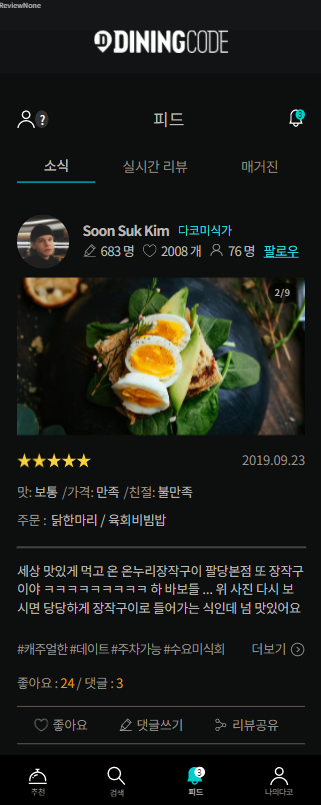 ReviewNone
DININGCODE
?
피드
3
소식 실시간 리뷰 매거진
Soon Suk Kim 다코미식가
683 명 2008 개 76 명 팔로우
2/9
2019.09.23
맛: 보통 /가격: 만족 /친절: 불만족
주문 : 닭한마리 / 육회비빔밥
세상 맛있게 먹고 온 온누리장작구이 팔당본점 또 장작구
이야 ㅋㅋㅋㅋㅋㅋㅋㅋㅋ 하 바보들 ... 위 사진 다시 보
시면 당당하게 장작구이로 들어가는 식인데 넘 맛있어요
#캐주얼한 #데이트 #주차가능 #수요미식회 더보기
좋아요 : 24 / 댓글 : 3
좋아요 댓글쓰기 리뷰공유
3
추천 검색 피드 나의다코